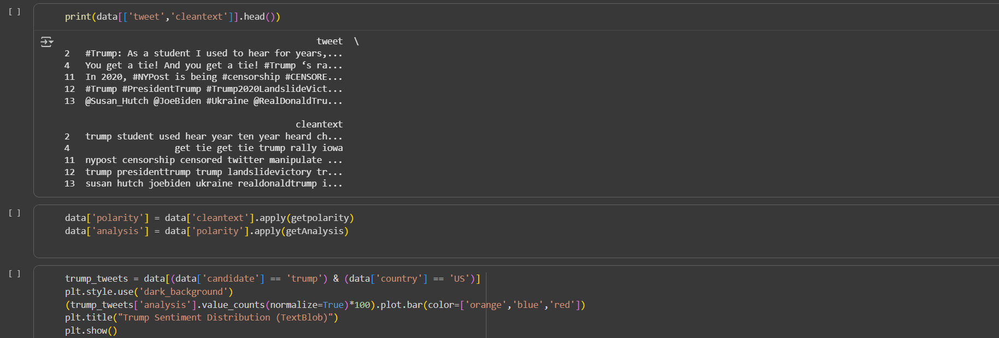 [ ]
print(data[['tweet','cleantext']].head())
tweet  \
2   #Trump: As a student I used to hear for years,...
4   You get a tie! And you get a tie! #Trump ‘s ra...
11  In 2020, #NYPost is being #censorship #CENSORE...
12  #Trump #PresidentTrump #Trump2020LandslideVict...
13  @Susan_Hutch @JoeBiden #Ukraine @RealDonaldTru...
cleantext
2   trump student used hear year ten year heard ch...
4   get tie get tie trump rally iowa
11  nypost censorship censored twitter manipulate ...
12  trump presidenttrump trump landslidevictory tr...
13  susan hutch joebiden ukraine realdonaldtrump i...
[ ]
data['polarity'] = data['cleantext'].apply(getpolarity)
data['analysis'] = data['polarity'].apply(getAnalysis)
[ ]
trump_tweets = data[(data['candidate'] == 'trump') & (data['country'] == 'US')]
plt.style.use('dark_background')
(trump_tweets['analysis'].value_counts(normalize=True)*100).plot.bar(color=['orange','blue','red'])
plt.title("Trump Sentiment Distribution (TextBlob)")
plt.show()